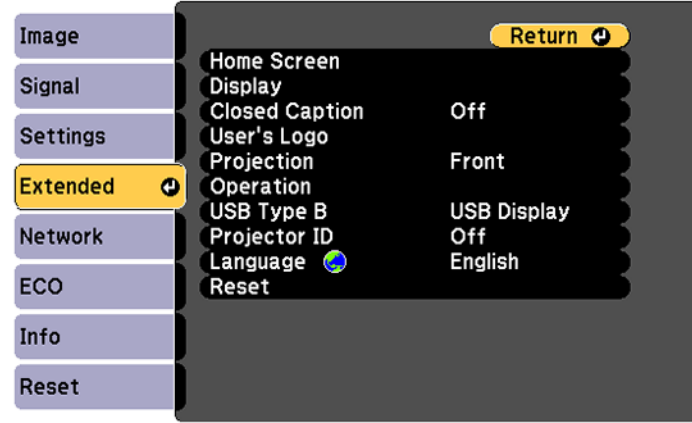 Image
Signal
Settings
Extended
Network
ECO
Info
Reset
Return
Home Screen
Display
Closed Caption Off
User's Logo
Projection Front
Operation
USB Type B USB Display
Projector ID Off
Language English
Reset